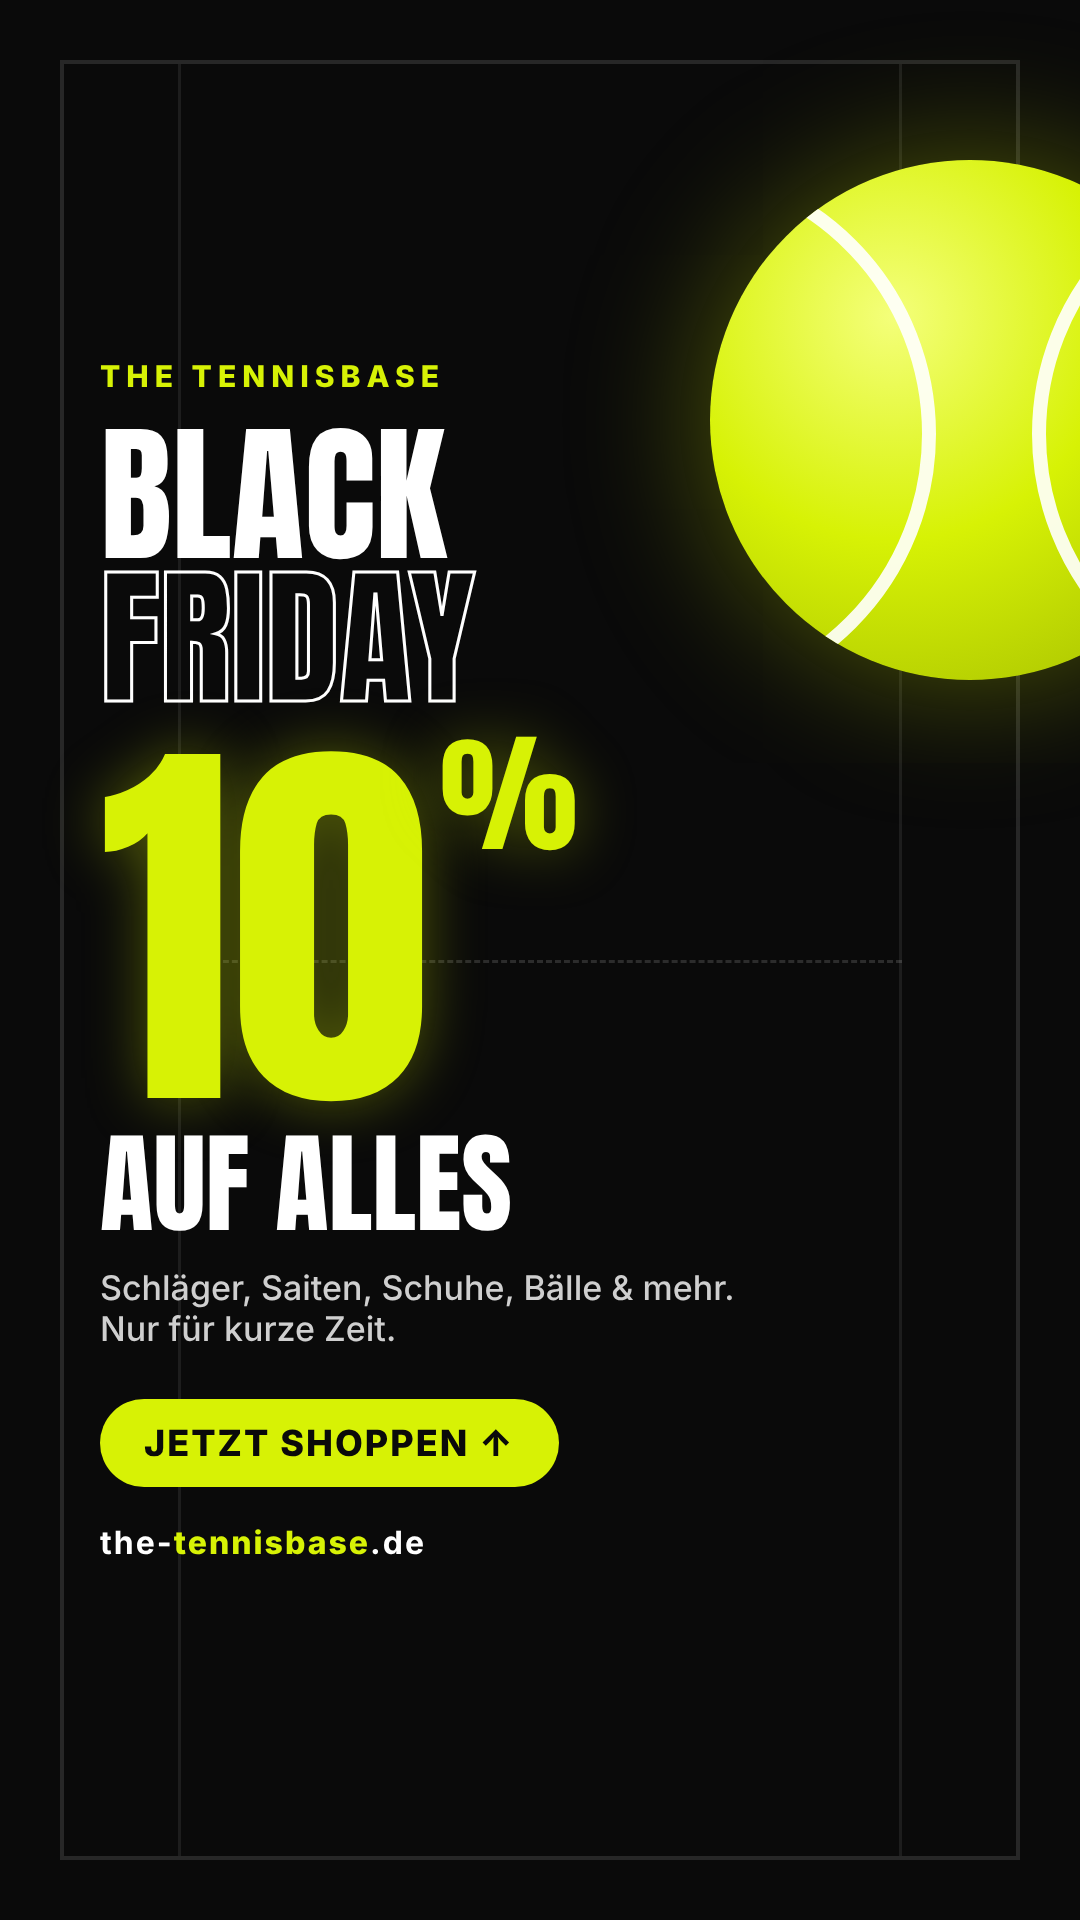 THE TENNISBASE
BLACK
FRIDAY
10%
AUF ALLES
Schläger, Saiten, Schuhe, Bälle & mehr.
Nur für kurze Zeit.
JETZT SHOPPEN ↑
the-tennisbase.de